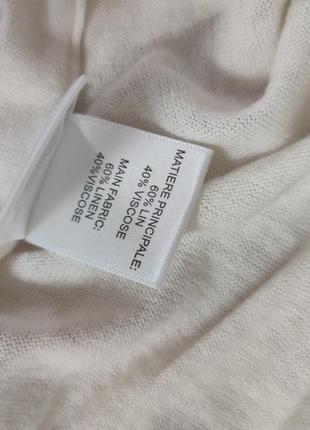 MATIERE PRINCIPALE:
60% LIN
40% VISCOSE
MAIN FABRIC:
60% LINEN
40% VISCOSE